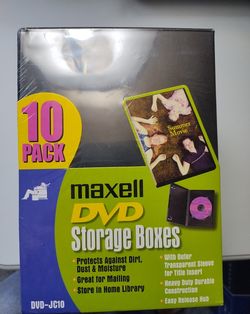 10
PACK
Summer
Movie
maxell
DVD
Storage Boxes
• Protects Against Dirt,
Dust & Moisture
• Great for Mailing
• Store in Home Library
• With Outer
Transparent Sleeve
for Title Insert
• Heavy Duty Durable
Construction
• Easy Release Hub
DVD-JC10